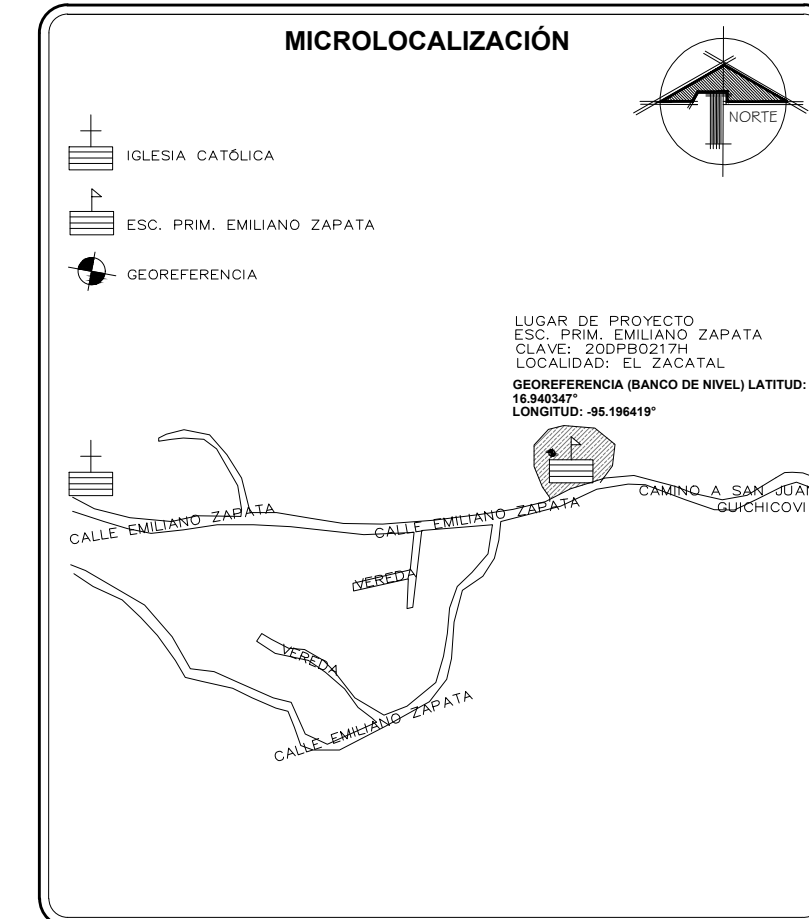 MICROLOCALIZACIÓN
NORTE
IGLESIA CATÓLICA
ESC. PRIM. EMILIANO ZAPATA
GEOREFERENCIA
LUGAR DE PROYECTO
ESC. PRIM. EMILIANO ZAPATA
CLAVE: 20DPB0217H
LOCALIDAD: EL ZACATAL
GEOREFERENCIA (BANCO DE NIVEL) LATITUD:
16.940347°
LONGITUD: -95.196419°
CAMINO A SAN JUAN
GUICHICOVI
CALLE EMILIANO ZAPATA
CALLE EMILIANO ZAPATA
VEREDA
VEREDA
CALLE EMILIANO ZAPATA